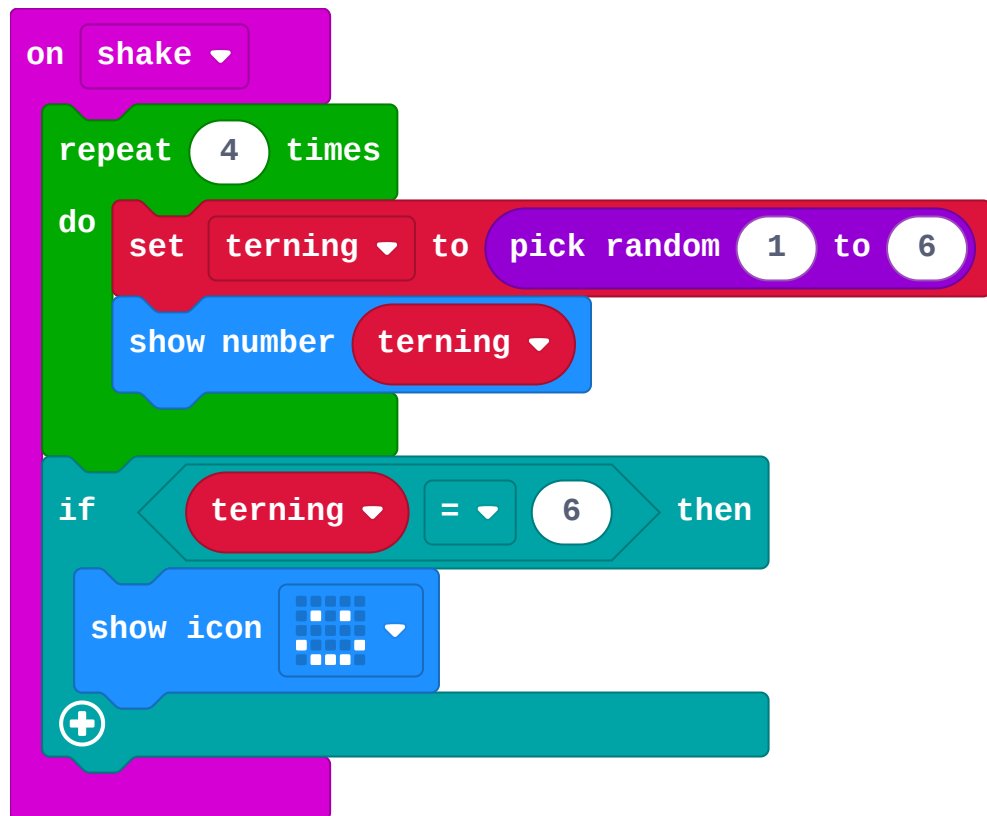 on shake
repeat 4 times
do
set terning to pick random 1 to 6
show number terning
if terning = 6 then
show icon